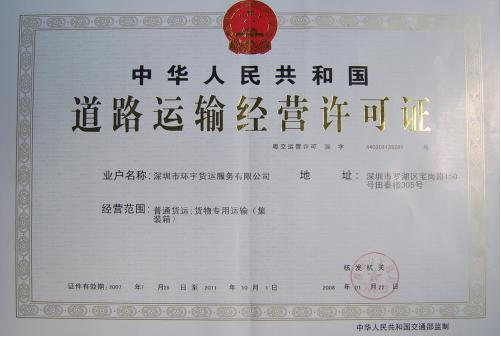 中华人民共和国
道路运输经营许可证
粤交运管许可 深 字 号
业户名称：深圳市环宇货运服务有限公司
地 址：深圳市罗湖区宝岗路150
号田泰楼305号
经营范围：普通货运；货物专用运输（集
装箱）
核发机关
证件有效期：2007 年7 月28 日 至 2011 年 10 月 1 日
2008 年 01 月 22 日
中华人民共和国交通部监制